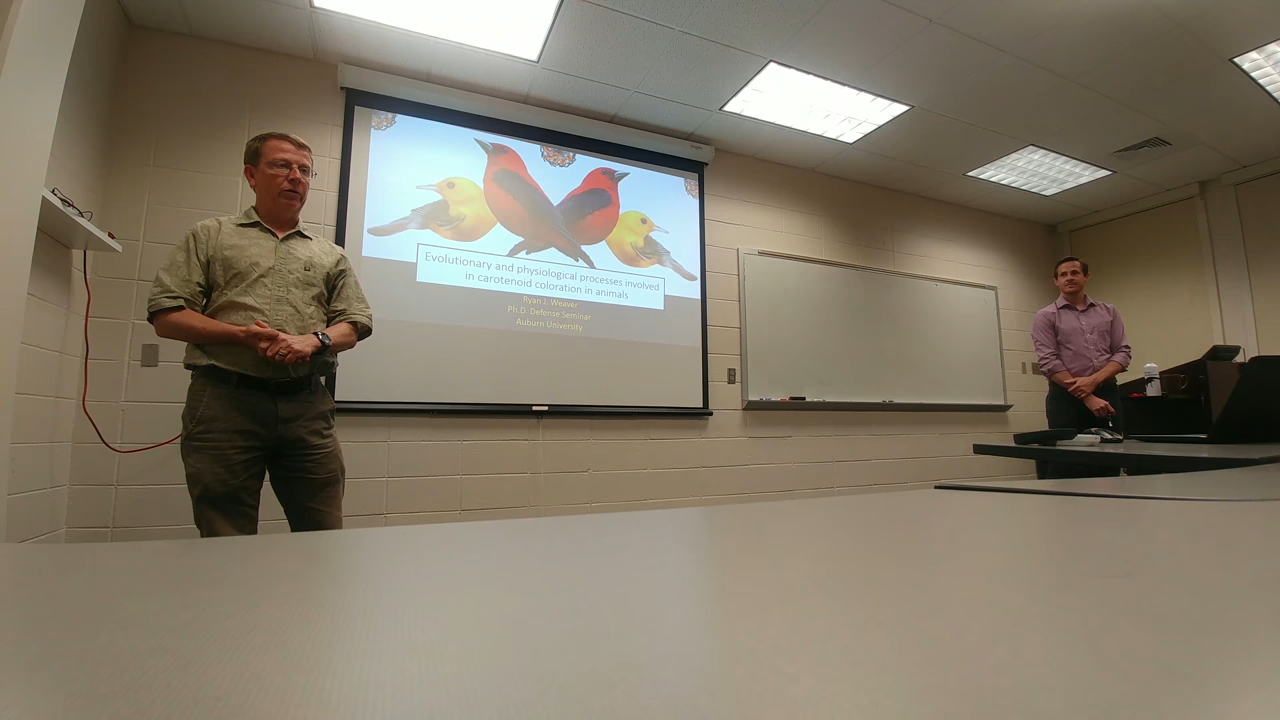 Evolutionary and physiological processes involved
in carotenoid coloration in animals
Ryan J. Weaver
Ph.D. Defense Seminar
Auburn University